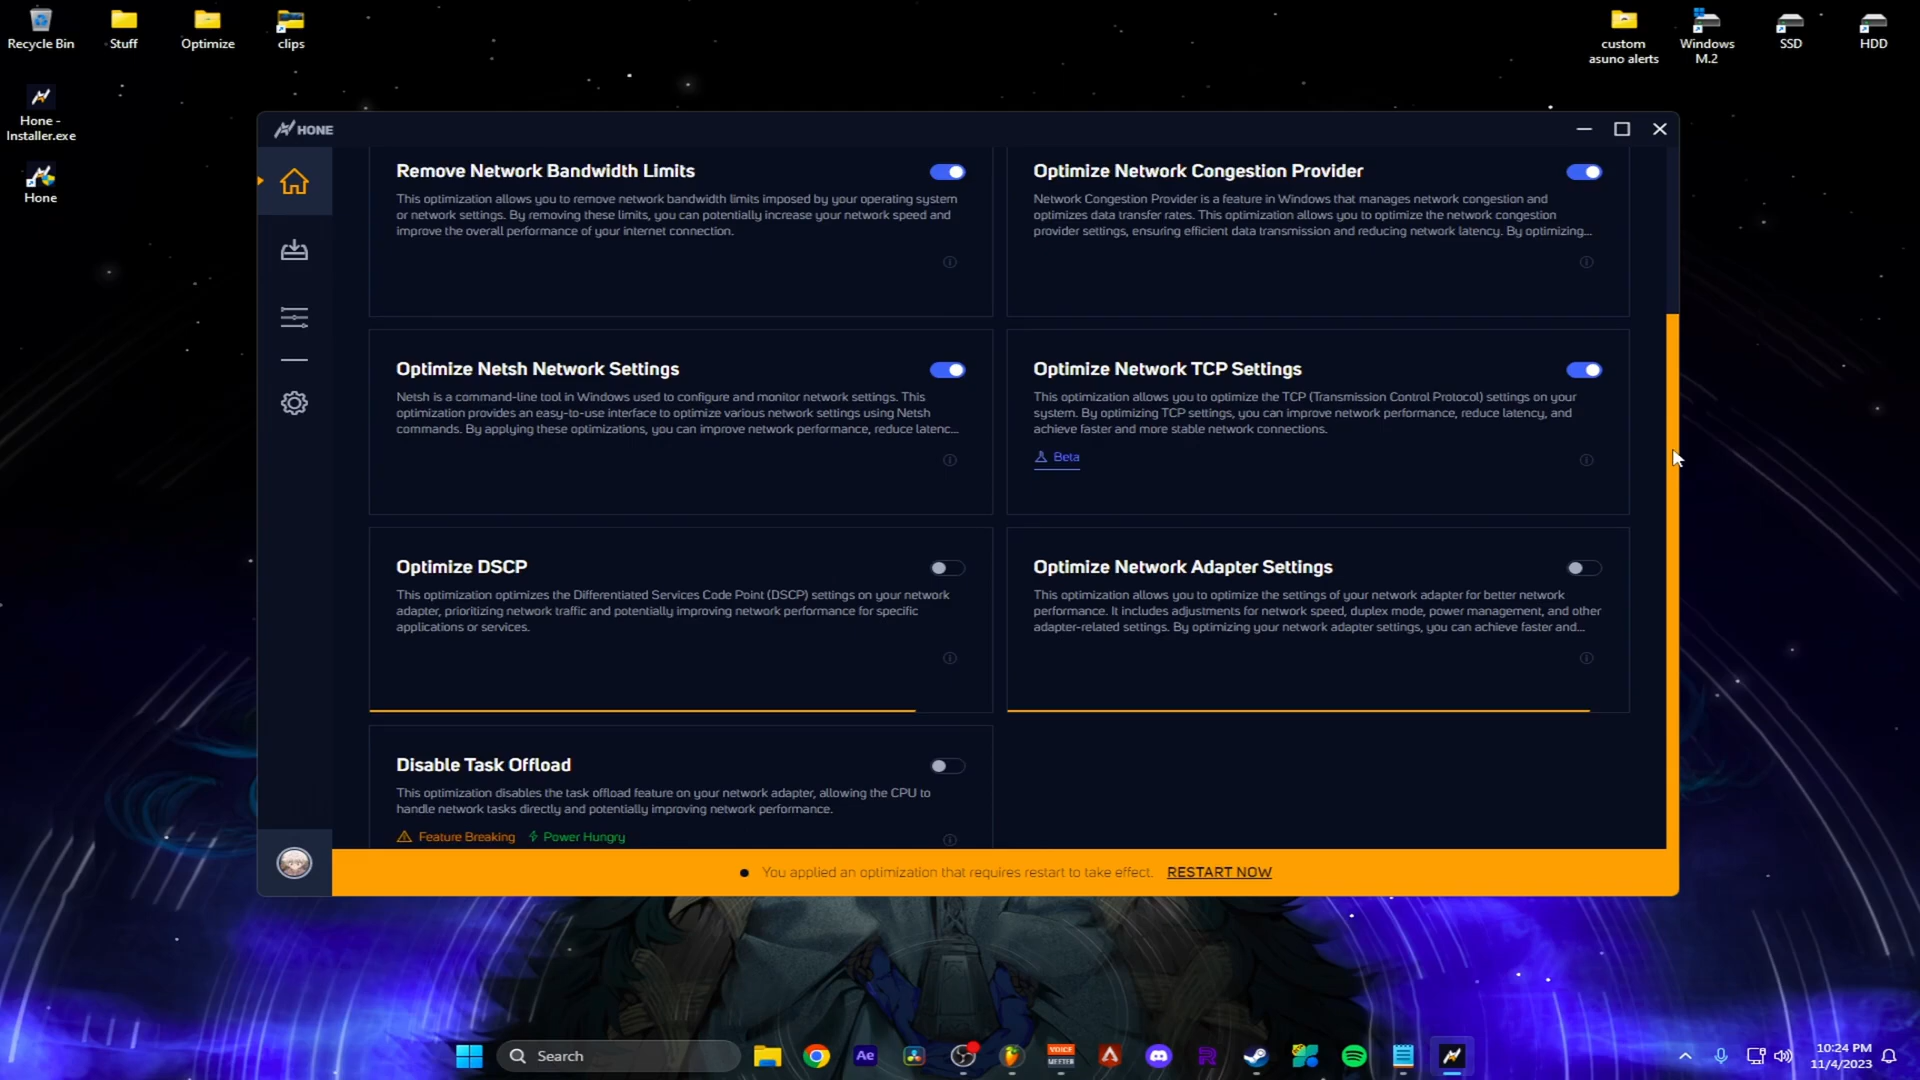 Recycle Bin
Stuff
Optimize
clips
custom
asuno alerts
Windows
M.2
SSD
HDD
Hone -
Installer.exe
Hone
HONE
Remove Network Bandwidth Limits
This optimization allows you to remove network bandwidth limits imposed by your operating system
or network settings. By removing these limits, you can potentially increase your network speed and
improve the overall performance of your internet connection.
Optimize Network Congestion Provider
Network Congestion Provider is a feature in Windows that manages network congestion and
optimizes data transfer rates. This optimization allows you to optimize the network congestion
provider settings, ensuring efficient data transmission and reducing network latency. By optimizing...
Optimize Netsh Network Settings
Netsh is a command-line tool in Windows used to configure and monitor network settings. This
optimization provides an easy-to-use interface to optimize various network settings using Netsh
commands. By applying these optimizations, you can improve network performance, reduce latenc...
Optimize Network TCP Settings
This optimization allows you to optimize the TCP (Transmission Control Protocol) settings on your
system. By optimizing TCP settings, you can improve network performance, reduce latency, and
achieve faster and more stable network connections.
Beta
Optimize DSCP
This optimization optimizes the Differentiated Services Code Point (DSCP) settings on your network
adapter, prioritizing network traffic and potentially improving network performance for specific
applications or services.
Optimize Network Adapter Settings
This optimization allows you to optimize the settings of your network adapter for better network
performance. It includes adjustments for network speed, duplex mode, power management, and other
adapter-related settings. By optimizing your network adapter settings, you can achieve faster and...
Disable Task Offload
This optimization disables the task offload feature on your network adapter, allowing the CPU to
handle network tasks directly and potentially improving network performance.
Feature Breaking
Power Hungry
You applied an optimization that requires restart to take effect. RESTART NOW
Search
Ae
VOICE
MEETER
10:24 PM
11/4/2023